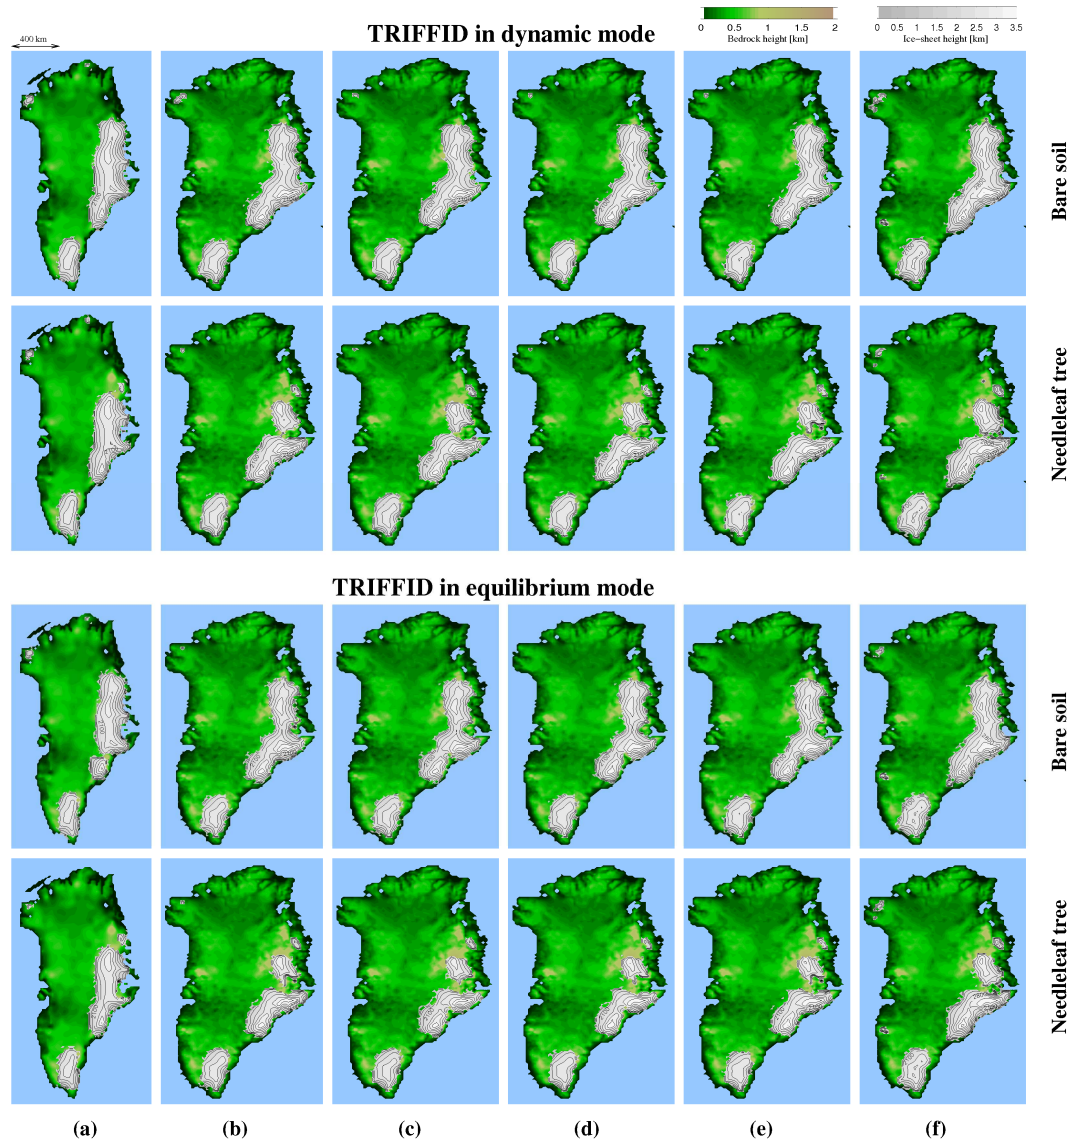 400 km
TRIFFID in dynamic mode
0 0.5 1 1.5 2
Bedrock height [km]
0 0.5 1 1.5 2 2.5 3 3.5
Ice-sheet height [km]
Bare soil
Needleleaf tree
TRIFFID in equilibrium mode
Bare soil
Needleleaf tree
(a) (b) (c) (d) (e) (f)